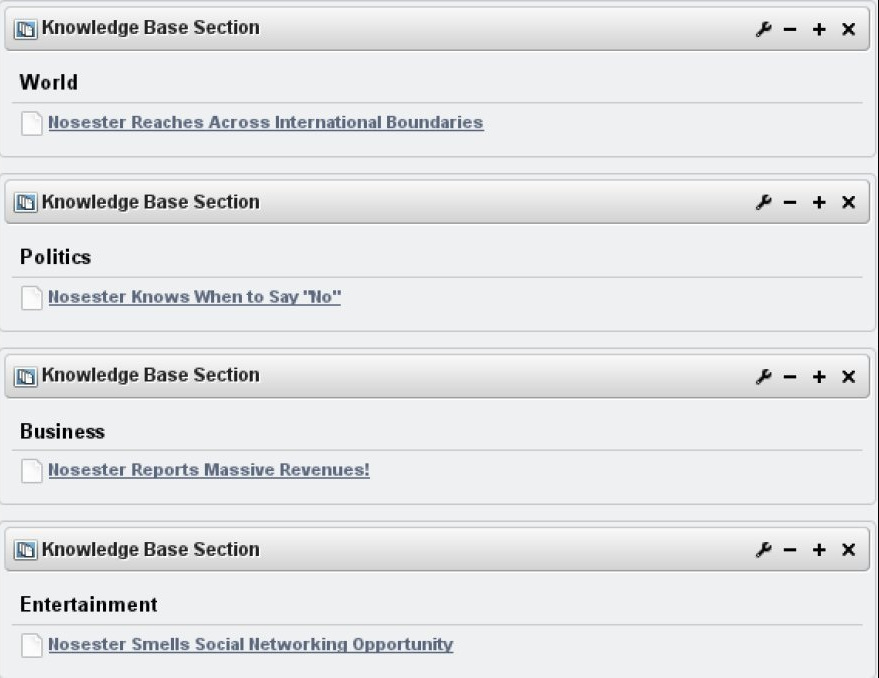 Knowledge Base Section
World
Nosester Reaches Across International Boundaries
Knowledge Base Section
Politics
Nosester Knows When to Say "No"
Knowledge Base Section
Business
Nosester Reports Massive Revenues!
Knowledge Base Section
Entertainment
Nosester Smells Social Networking Opportunity